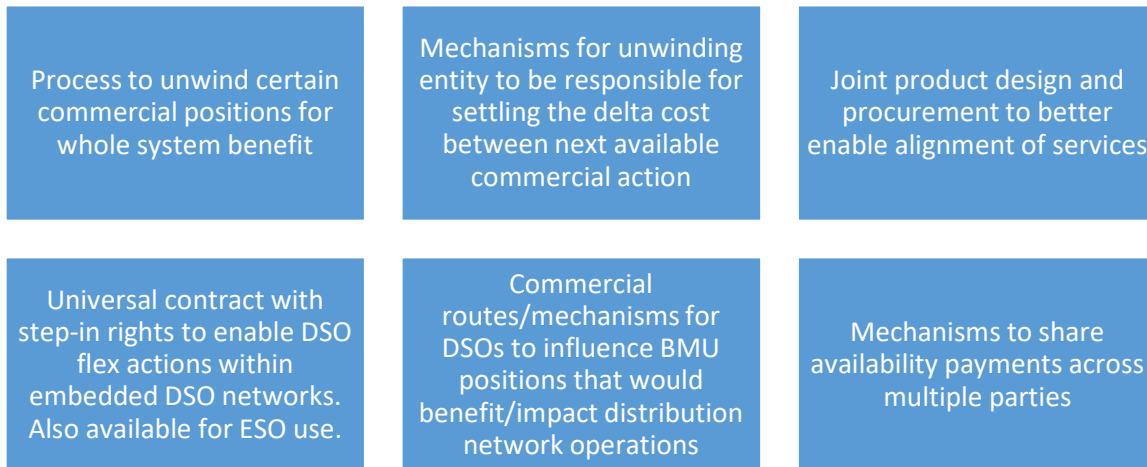 Process to unwind certain
commercial positions for
whole system benefit
Mechanisms for unwinding
entity to be responsible for
settling the delta cost
between next available
commercial action
Joint product design and
procurement to better
enable alignment of services
Universal contract with
step-in rights to enable DSO
flex actions within
embedded DSO networks.
Also available for ESO use.
Commercial
routes/mechanisms for
DSOs to influence BMU
positions that would
benefit/impact distribution
network operations
Mechanisms to share
availability payments across
multiple parties